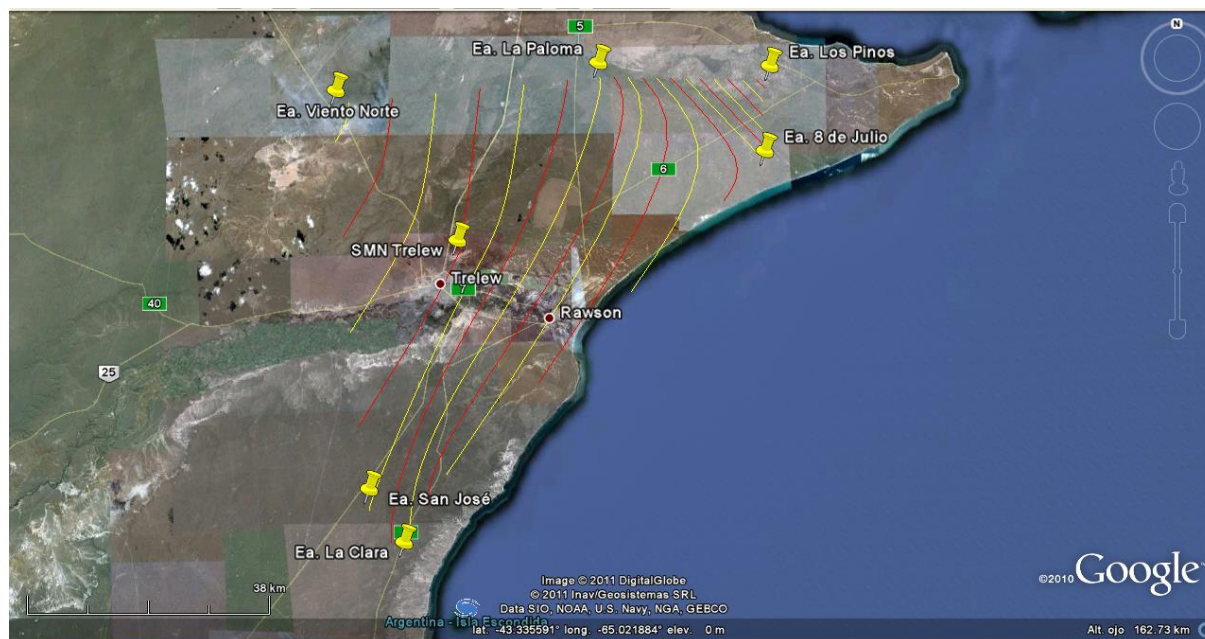 N
5
Ea. La Paloma
Ea. Los Pinos
Ea. Viento Norte
Ea. 8 de Julio
6
SMN Trelew
Trelew
7
40
Rawson
25
Ea. San José
Ea. La Clara
38 km
Image © 2011 DigitalGlobe
© 2011 Inav/Geosistemas SRL
Data SIO, NOAA, U.S. Navy, NGA, GEBCO
©2010 Google
Argentina - Isla Escondida
lat. -43.335591° long. -65.021884° elev. 0 m
Alt. ojo 162.73 km